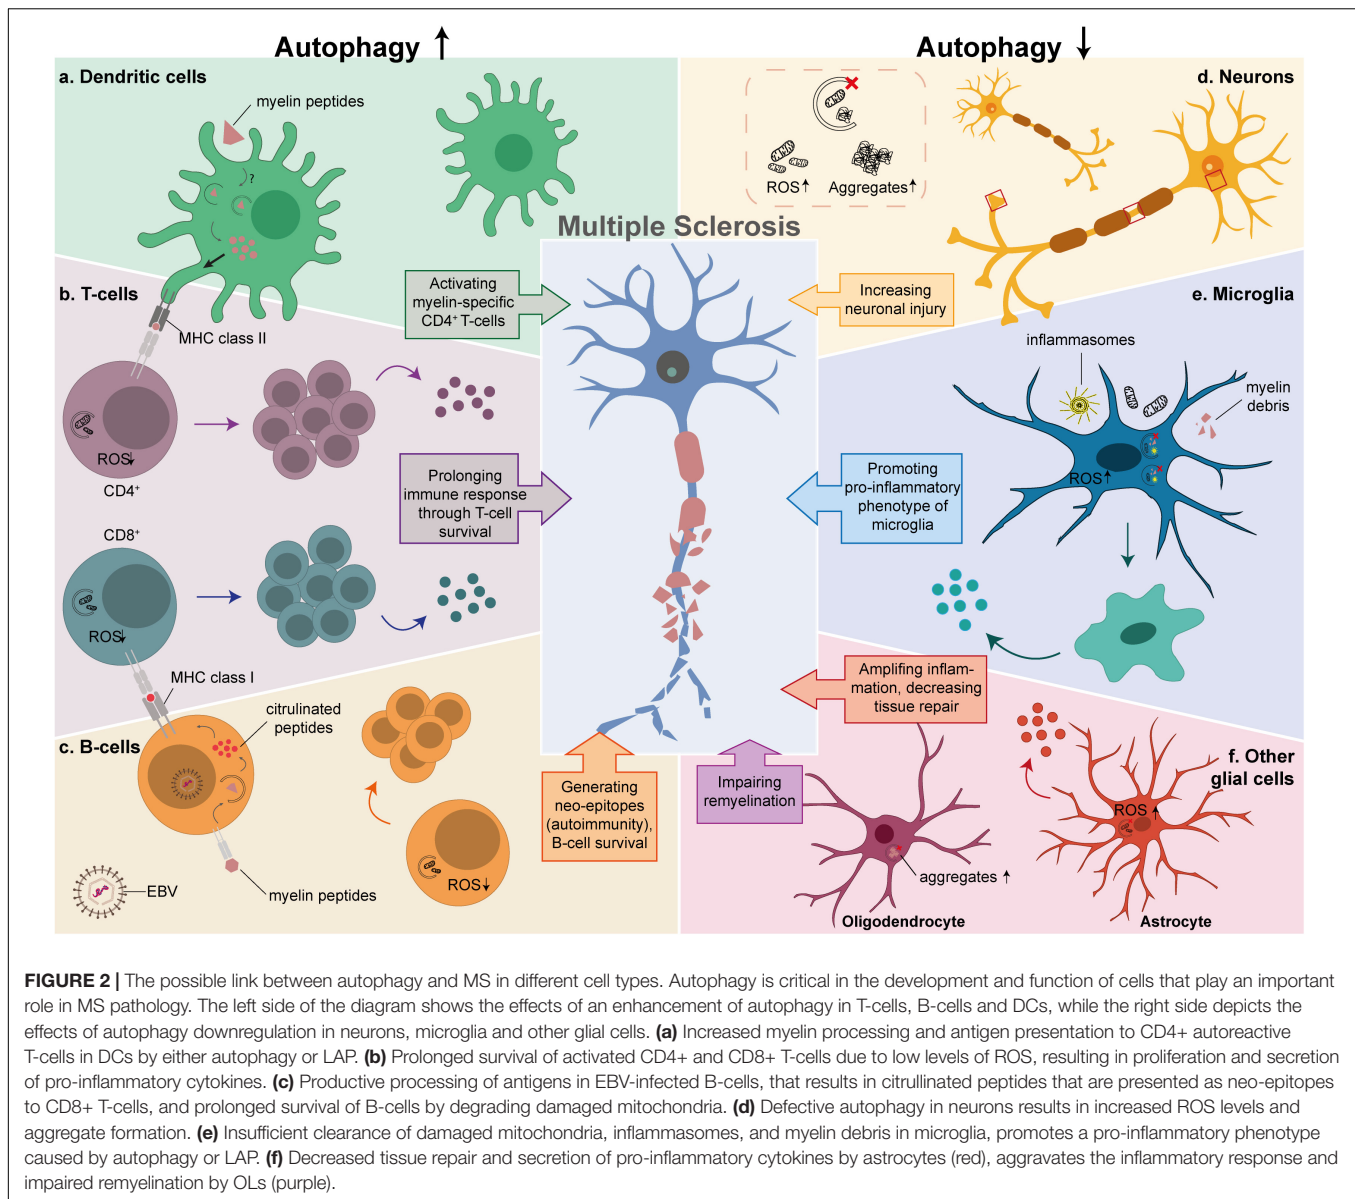 Autophagy ↑
Autophagy ↓
a. Dendritic cells
myelin peptides
?
MHC class II
b. T-cells
ROS↓
CD4⁺
CD8⁺
ROS↓
MHC class I
citrulinated
peptides
c. B-cells
EBV
myelin peptides
ROS↓
Multiple Sclerosis
Activating
myelin-specific
CD4⁺ T-cells
Prolonging
immune response
through T-cell
survival
Generating
neo-epitopes
(autoimmunity),
B-cell survival
Increasing
neuronal injury
Promoting
pro-inflammatory
phenotype of
microglia
Amplifing inflam-
mation, decreasing
tissue repair
Impairing
remyelination
d. Neurons
ROS↑
Aggregates↑
e. Microglia
inflammasomes
myelin
debris
ROS↑
f. Other
glial cells
ROS ↑
aggregates ↑
Oligodendrocyte
Astrocyte
FIGURE 2 | The possible link between autophagy and MS in different cell types. Autophagy is critical in the development and function of cells that play an important
role in MS pathology. The left side of the diagram shows the effects of an enhancement of autophagy in T-cells, B-cells and DCs, while the right side depicts the
effects of autophagy downregulation in neurons, microglia and other glial cells. (a) Increased myelin processing and antigen presentation to CD4+ autoreactive
T-cells in DCs by either autophagy or LAP. (b) Prolonged survival of activated CD4+ and CD8+ T-cells due to low levels of ROS, resulting in proliferation and secretion
of pro-inflammatory cytokines. (c) Productive processing of antigens in EBV-infected B-cells, that results in citrullinated peptides that are presented as neo-epitopes
to CD8+ T-cells, and prolonged survival of B-cells by degrading damaged mitochondria. (d) Defective autophagy in neurons results in increased ROS levels and
aggregate formation. (e) Insufficient clearance of damaged mitochondria, inflammasomes, and myelin debris in microglia, promotes a pro-inflammatory phenotype
caused by autophagy or LAP. (f) Decreased tissue repair and secretion of pro-inflammatory cytokines by astrocytes (red), aggravates the inflammatory response and
impaired remyelination by OLs (purple).